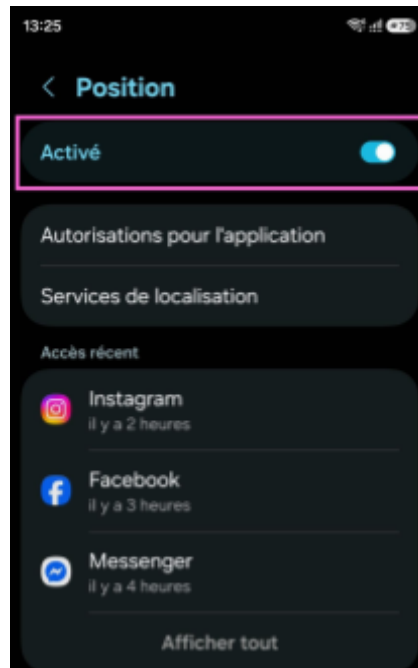 13:25
75
Position
Activé
Autorisations pour l'application
Services de localisation
Accès récent
Instagram
il y a 2 heures
Facebook
il y a 3 heures
Messenger
il y a 4 heures
Afficher tout